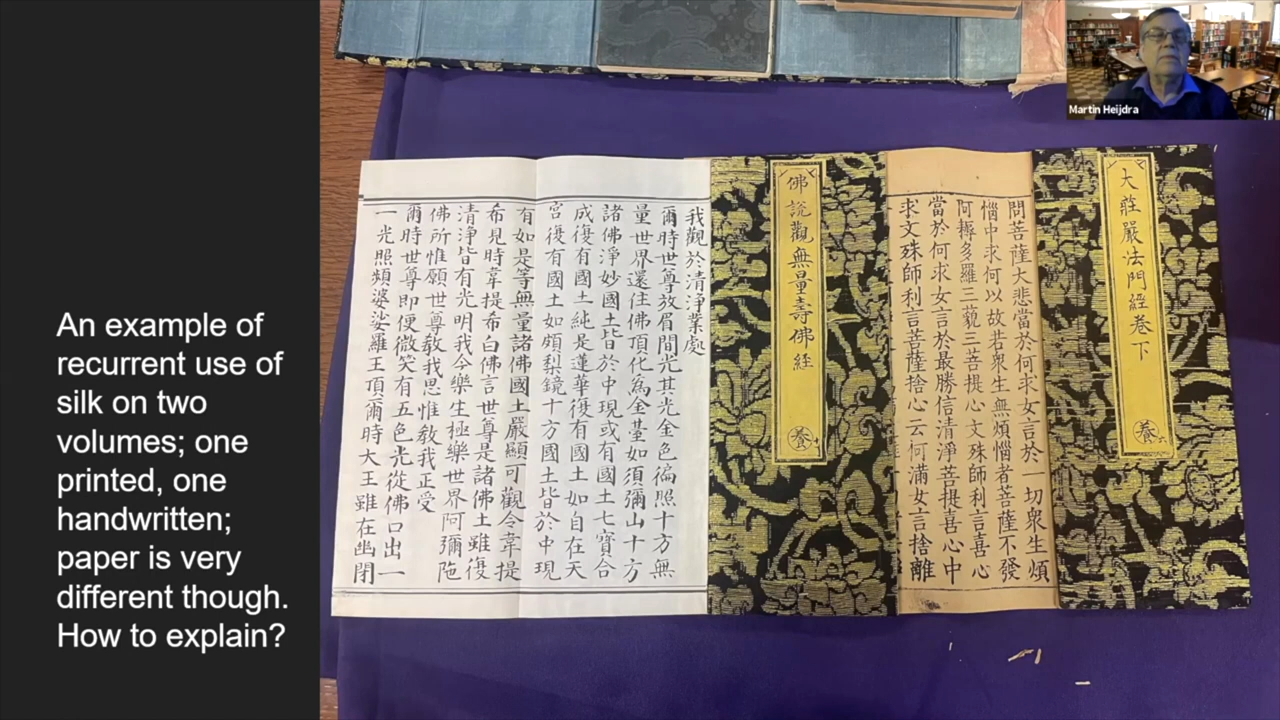 An example of
recurrent use of
silk on two
volumes; one
printed, one
handwritten;
paper is very
different though.
How to explain?
Martin Heijdra
大莊嚴法門經卷下
養六
問菩薩大悲當於何求女言於一切衆生煩
惱中求何以故若衆生無煩惱者菩薩不發
阿耨多羅三藐三菩提心文殊師利言喜心
當於何求女言於最勝信清淨菩提喜心中
求文殊師利言菩薩捨心云何滿女言捨離
佛說觀無量壽佛經
養十
我觀於清淨業處
爾時世尊放眉間光其光金色徧照十方無
量世界還住佛頂化為金臺如須彌山十方
諸佛淨妙國土皆於中現或有國土七寶合
成復有國土純是蓮華復有國土如自在天
宮復有國土如頗梨鏡十方國土皆於中現
有如是等無量諸佛國土嚴顯可觀令韋提
希見時韋提希白佛言世尊是諸佛土雖復
清淨皆有光明我今樂生極樂世界阿彌陀
佛所惟願世尊教我思惟教我正受
爾時世尊即便微笑有五色光從佛口出一
一光照頻婆娑羅王頂爾時大王雖在幽閉